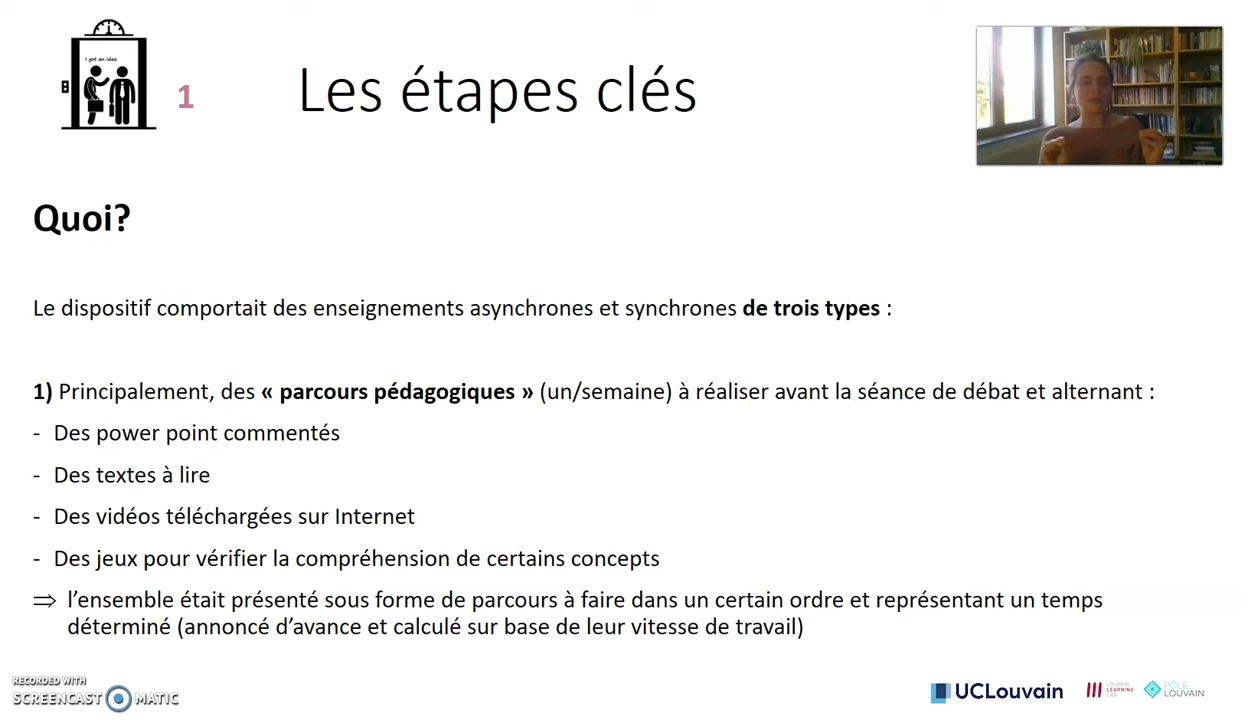 I got an idea
1
Les étapes clés
Quoi?
Le dispositif comportait des enseignements asynchrones et synchrones de trois types :
1) Principalement, des « parcours pédagogiques » (un/semaine) à réaliser avant la séance de débat et alternant :
- Des power point commentés
- Des textes à lire
- Des vidéos téléchargées sur Internet
- Des jeux pour vérifier la compréhension de certains concepts
⇒ l’ensemble était présenté sous forme de parcours à faire dans un certain ordre et représentant un temps
déterminé (annoncé d’avance et calculé sur base de leur vitesse de travail)
RECORDED WITH
SCREENCAST MATIC
UCLouvain
LOUVAIN
LEARNING
LAB
PÔLE
LOUVAIN